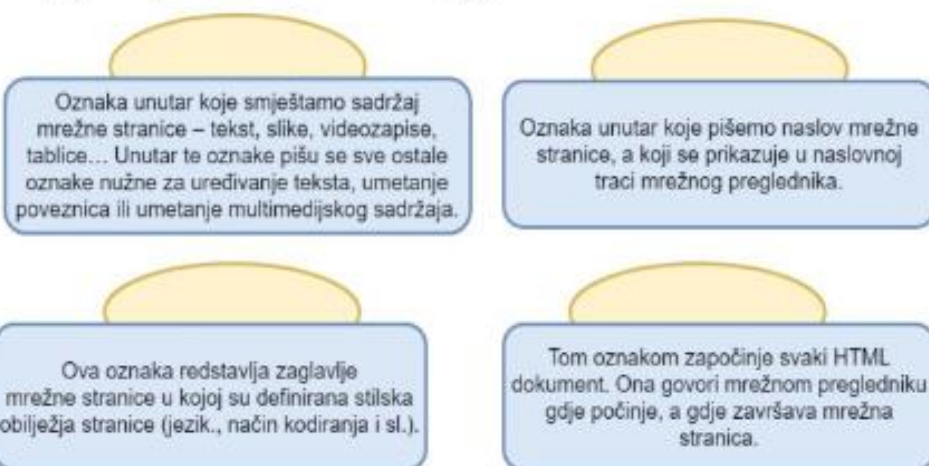 Oznaka unutar koje smještamo sadržaj
mrežne stranice – tekst, slike, videozapise,
tablice… Unutar te oznake pišu se sve ostale
oznake nužne za uređivanje teksta, umetanje
poveznica ili umetanje multimedijskog sadržaja.
Oznaka unutar koje pišemo naslov mrežne
stranice, a koji se prikazuje u naslovnoj
traci mrežnog preglednika.
Ova oznaka redstavlja zaglavlje
mrežne stranice u kojoj su definirana stilska
obilježja stranice (jezik., način kodiranja i sl.).
Tom oznakom započinje svaki HTML
dokument. Ona govori mrežnom pregledniku
gdje počinje, a gdje završava mrežna
stranica.